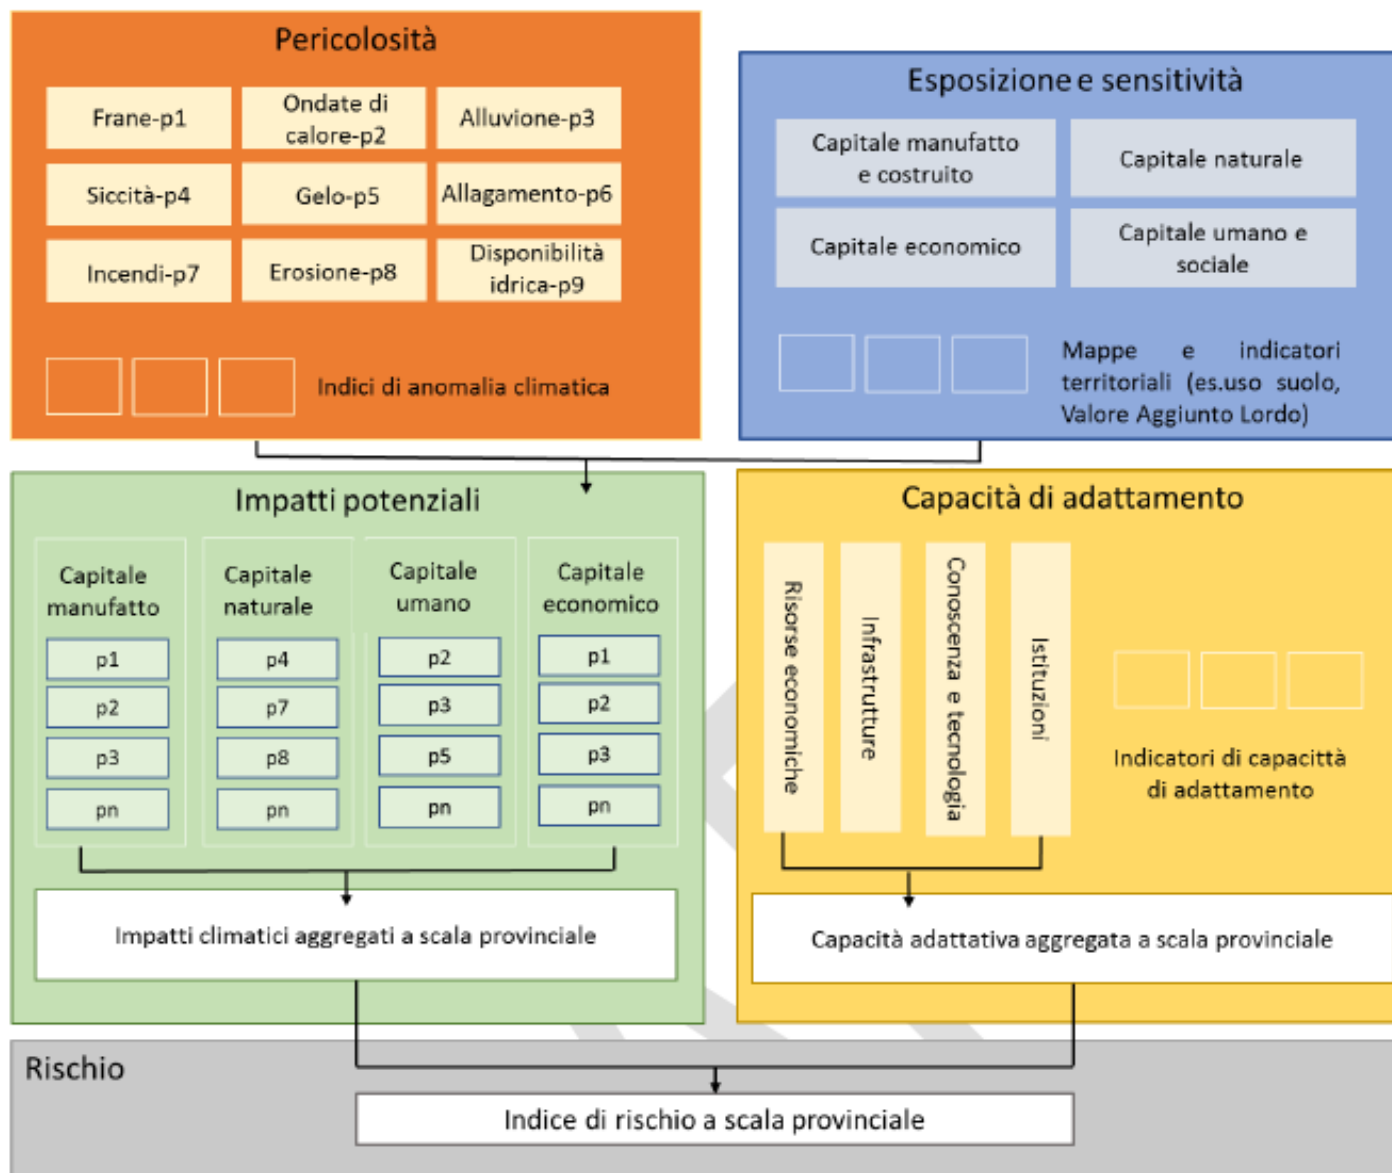 Pericolosità
Frane-p1
Ondate di
calore-p2
Alluvione-p3
Siccità-p4
Gelo-p5
Allagamento-p6
Incendi-p7
Erosione-p8
Disponibilità
idrica-p9
Indici di anomalia climatica
Esposizione e sensitività
Capitale manufatto
e costruito
Capitale naturale
Capitale economico
Capitale umano e
sociale
Mappe e indicatori
territoriali (es.uso suolo,
Valore Aggiunto Lordo)
Impatti potenziali
Capitale
manufatto
p1
p2
p3
pn
Capitale
naturale
p4
p7
p8
pn
Capitale
umano
p2
p3
p5
pn
Capitale
economico
p1
p2
p3
pn
Impatti climatici aggregati a scala provinciale
Capacità di adattamento
Risorse economiche
Infrastrutture
Conoscenza e tecnologia
Istituzioni
Indicatori di capacittà
di adattamento
Capacità adattativa aggregata a scala provinciale
Rischio
Indice di rischio a scala provinciale